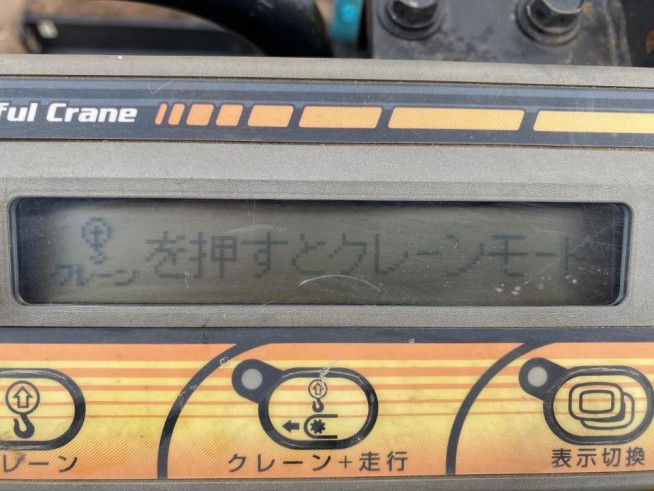 ful Crane
クレーン を押すとクレーンモード
レーン
クレーン+走行
表示切換